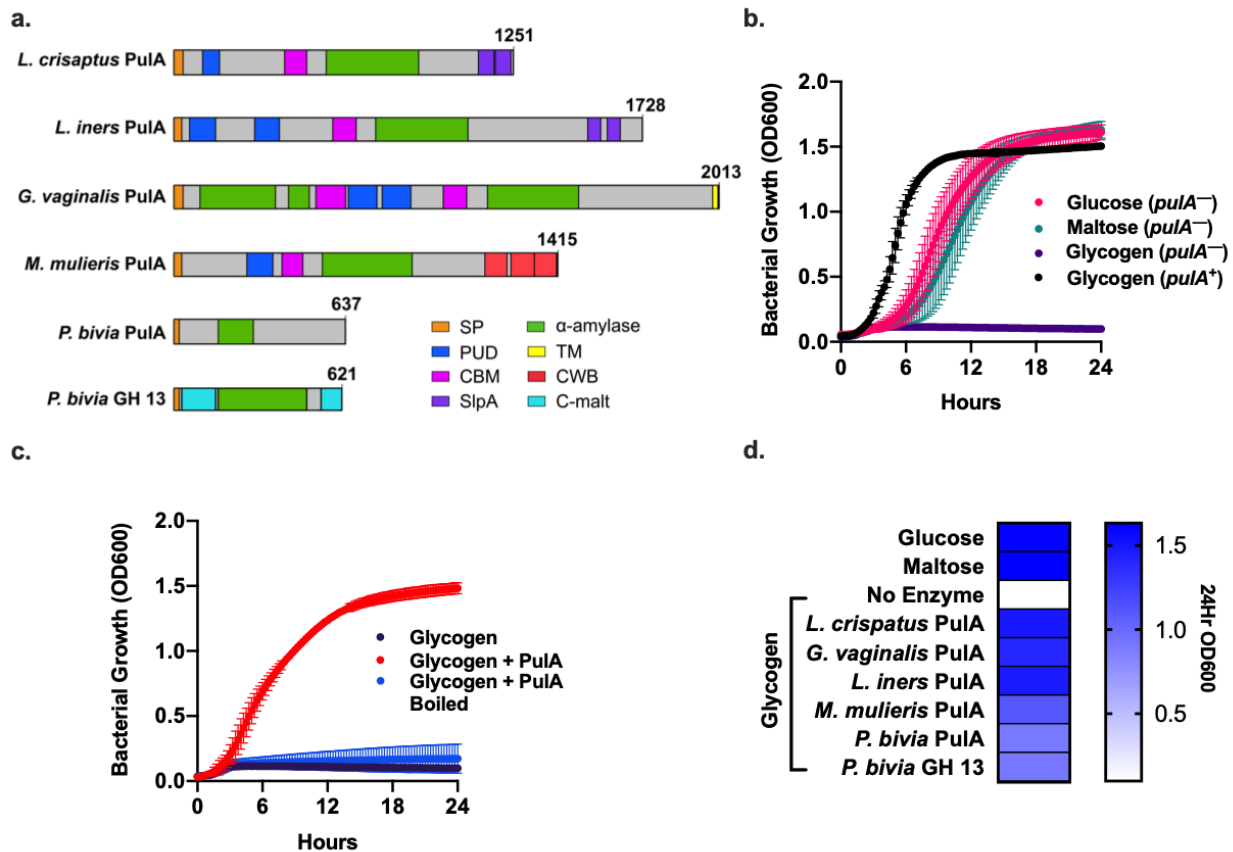 a.
1251
L. crisaptus PulA
1728
L. iners PulA
2013
G. vaginalis PulA
1415
M. mulieris PulA
637
P. bivia PulA
621
P. bivia GH 13
SP
α-amylase
PUD
TM
CBM
CWB
SlpA
C-malt
b.
Bacterial Growth (OD600)
2.0
1.5
1.0
0.5
0.0
0 6 12 18 24
Hours
Glucose (pulA—)
Maltose (pulA—)
Glycogen (pulA—)
Glycogen (pulA+)
c.
Bacterial Growth (OD600)
2.0
1.5
1.0
0.5
0.0
0 6 12 18 24
Hours
Glycogen
Glycogen + PulA
Glycogen + PulA
Boiled
d.
Glucose
Maltose
No Enzyme
L. crispatus PulA
G. vaginalis PulA
L. iners PulA
M. mulieris PulA
P. bivia PulA
P. bivia GH 13
Glycogen
1.5
1.0
0.5
24Hr OD600